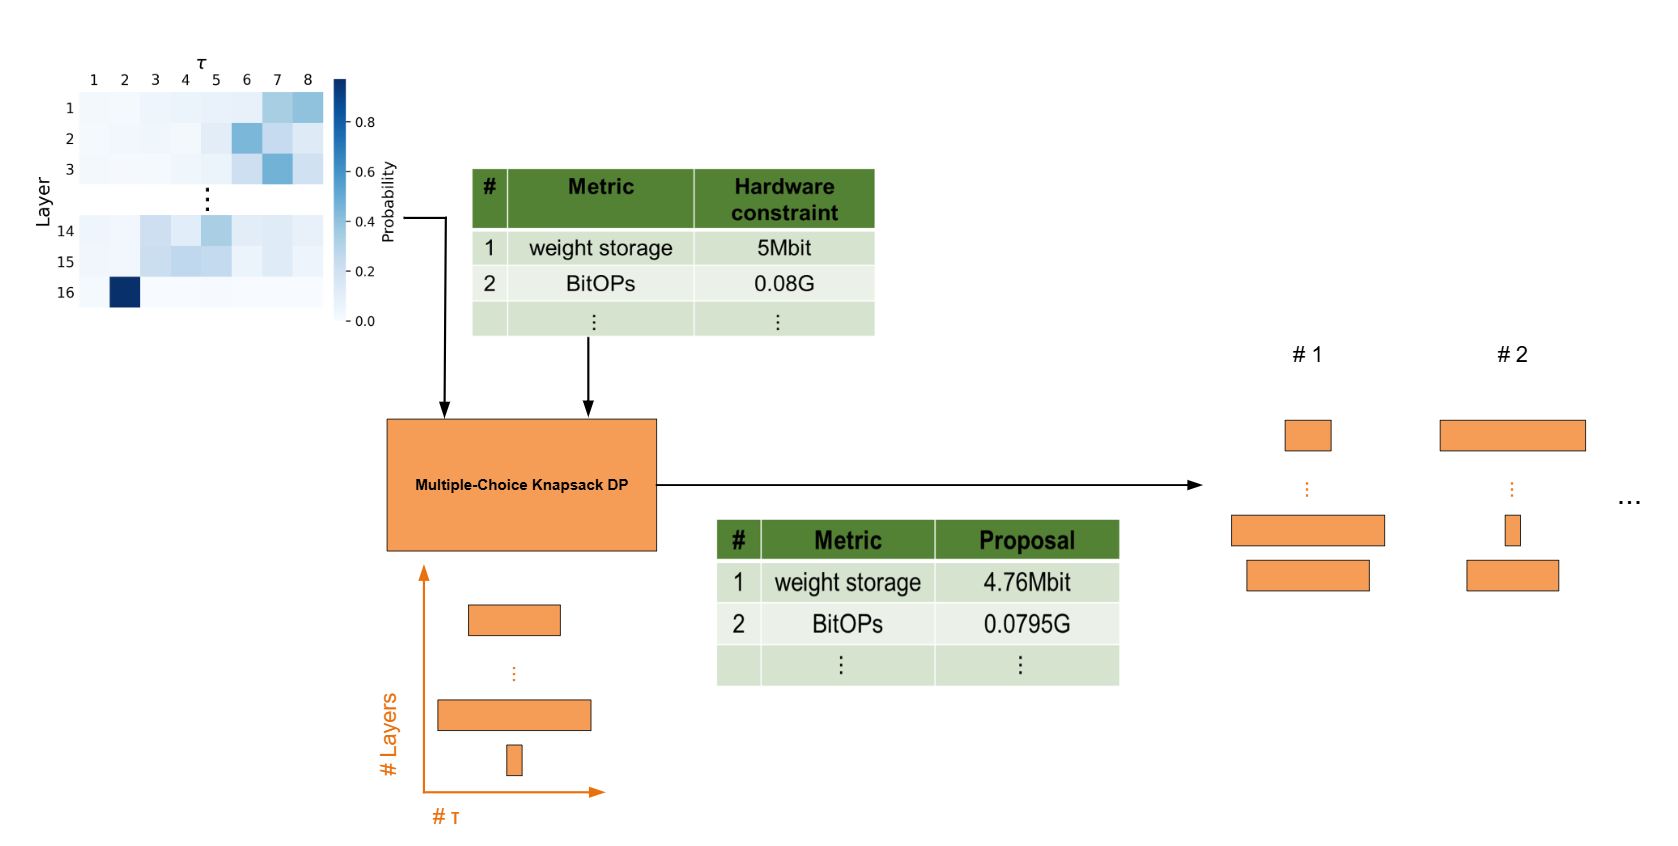 τ
1 2 3 4 5 6 7 8
1
2
3
⋮
14
15
16
Layer
0.8
0.6
0.4
0.2
0.0
Probability
# Metric Hardware
constraint
1 weight storage 5Mbit
2 BitOPs 0.08G
⋮ ⋮
Multiple-Choice Knapsack DP
# Metric Proposal
1 weight storage 4.76Mbit
2 BitOPs 0.0795G
⋮ ⋮
# Layers
⋮
# τ
# 1 # 2
⋮ ⋮
...